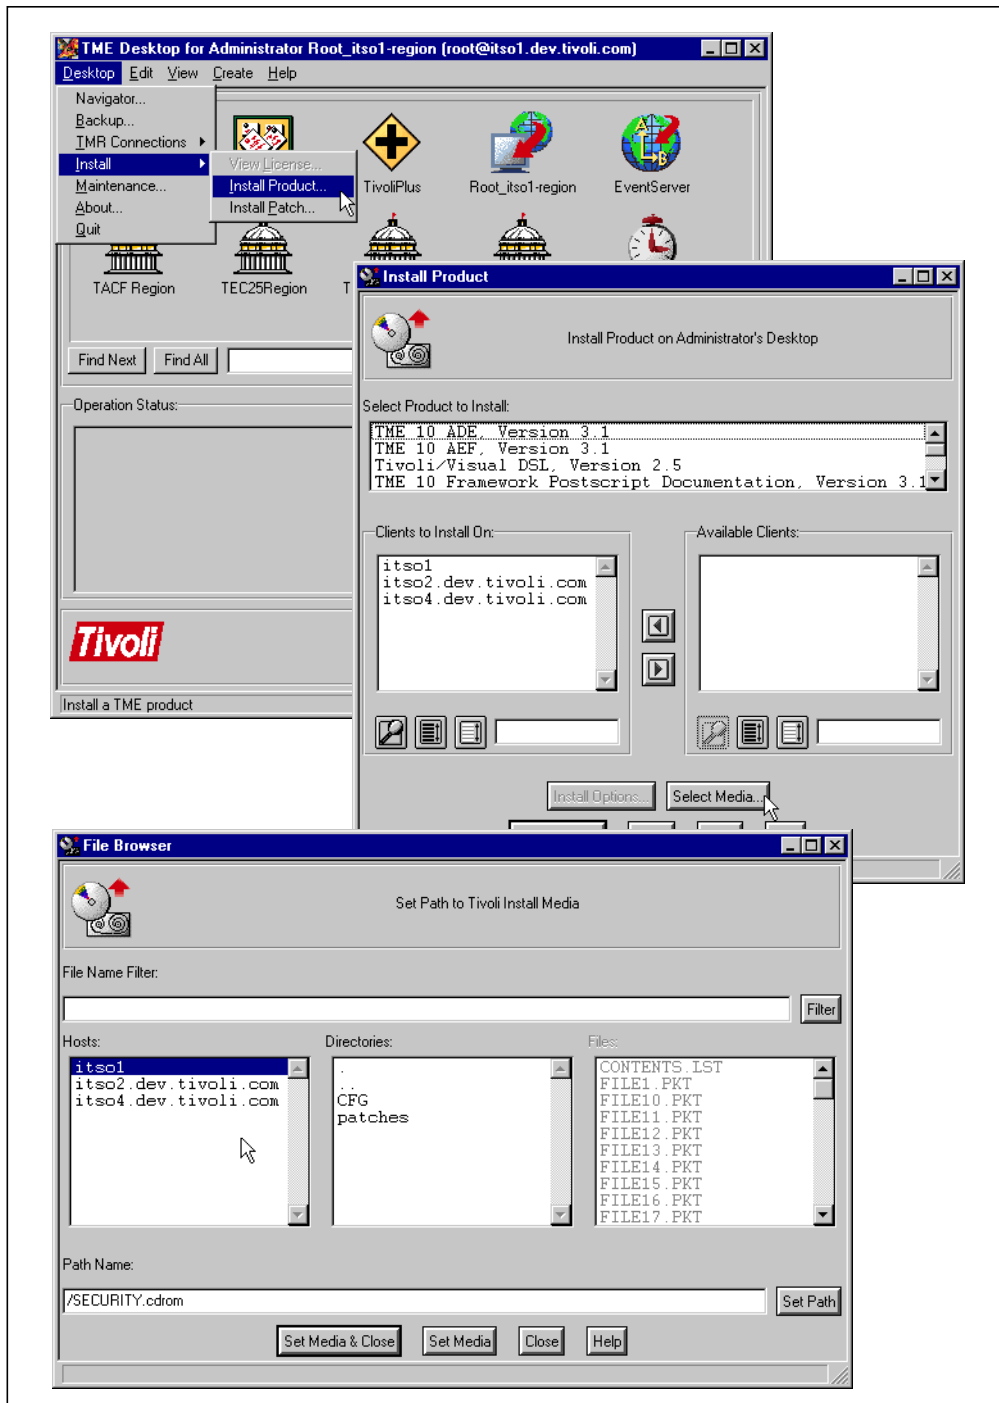 TME Desktop for Administrator Root_itso1-region (root@itso1.dev.tivoli.com)
Desktop Edit View Create Help
Navigator...
Backup...
TMR Connections
Install
Maintenance...
About...
Quit
View License...
Install Product...
Install Patch...
TivoliPlus
Root_itso1-region
EventServer
TACF Region
TEC25Region
T
Find Next
Find All
Operation Status:
Tivoli
Install a TME product
Install Product
Install Product on Administrator's Desktop
Select Product to Install:
TME 10 ADE, Version 3.1
TME 10 AEF, Version 3.1
Tivoli/Visual DSL, Version 2.5
TME 10 Framework Postscript Documentation, Version 3.1
Clients to Install On:
itso1
itso2.dev.tivoli.com
itso4.dev.tivoli.com
Available Clients:
Install Options...
Select Media...
File Browser
Set Path to Tivoli Install Media
File Name Filter:
Filter
Hosts:
itso1
itso2.dev.tivoli.com
itso4.dev.tivoli.com
Directories:
.
..
CFG
patches
Files:
CONTENTS.LST
FILE1.PKT
FILE10.PKT
FILE11.PKT
FILE12.PKT
FILE13.PKT
FILE14.PKT
FILE15.PKT
FILE16.PKT
FILE17.PKT
Path Name:
/SECURITY.cdrom
Set Path
Set Media & Close
Set Media
Close
Help